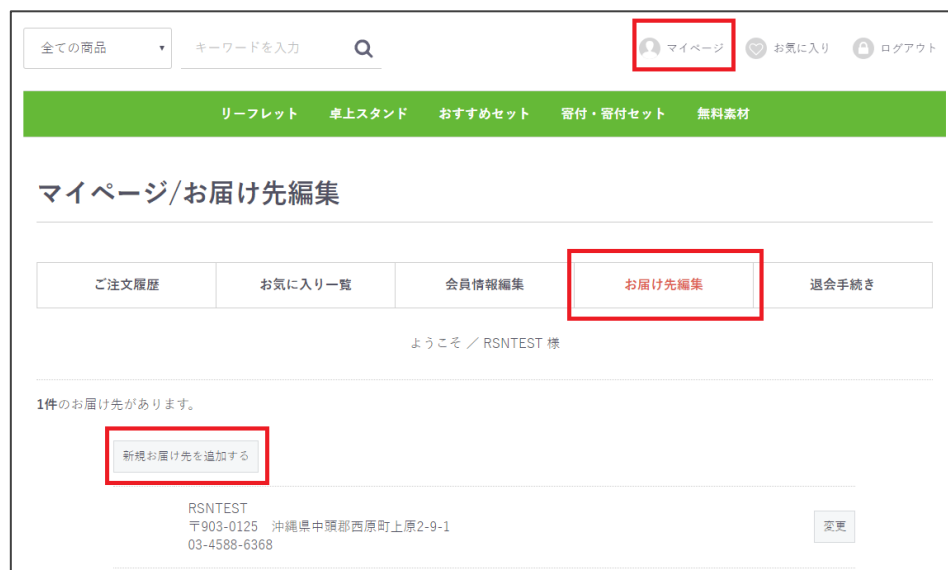 全ての商品 キーワードを入力 マイページ お気に入り ログアウト
リーフレット 卓上スタンド おすすめセット 寄付・寄付セット 無料素材
マイページ/お届け先編集
ご注文履歴 お気に入り一覧 会員情報編集 お届け先編集 退会手続き
ようこそ ／ RSNTEST 様
1件のお届け先があります。
新規お届け先を追加する
RSNTEST
〒903-0125 沖縄県中頭郡西原町上原2-9-1
変更
03-4588-6368